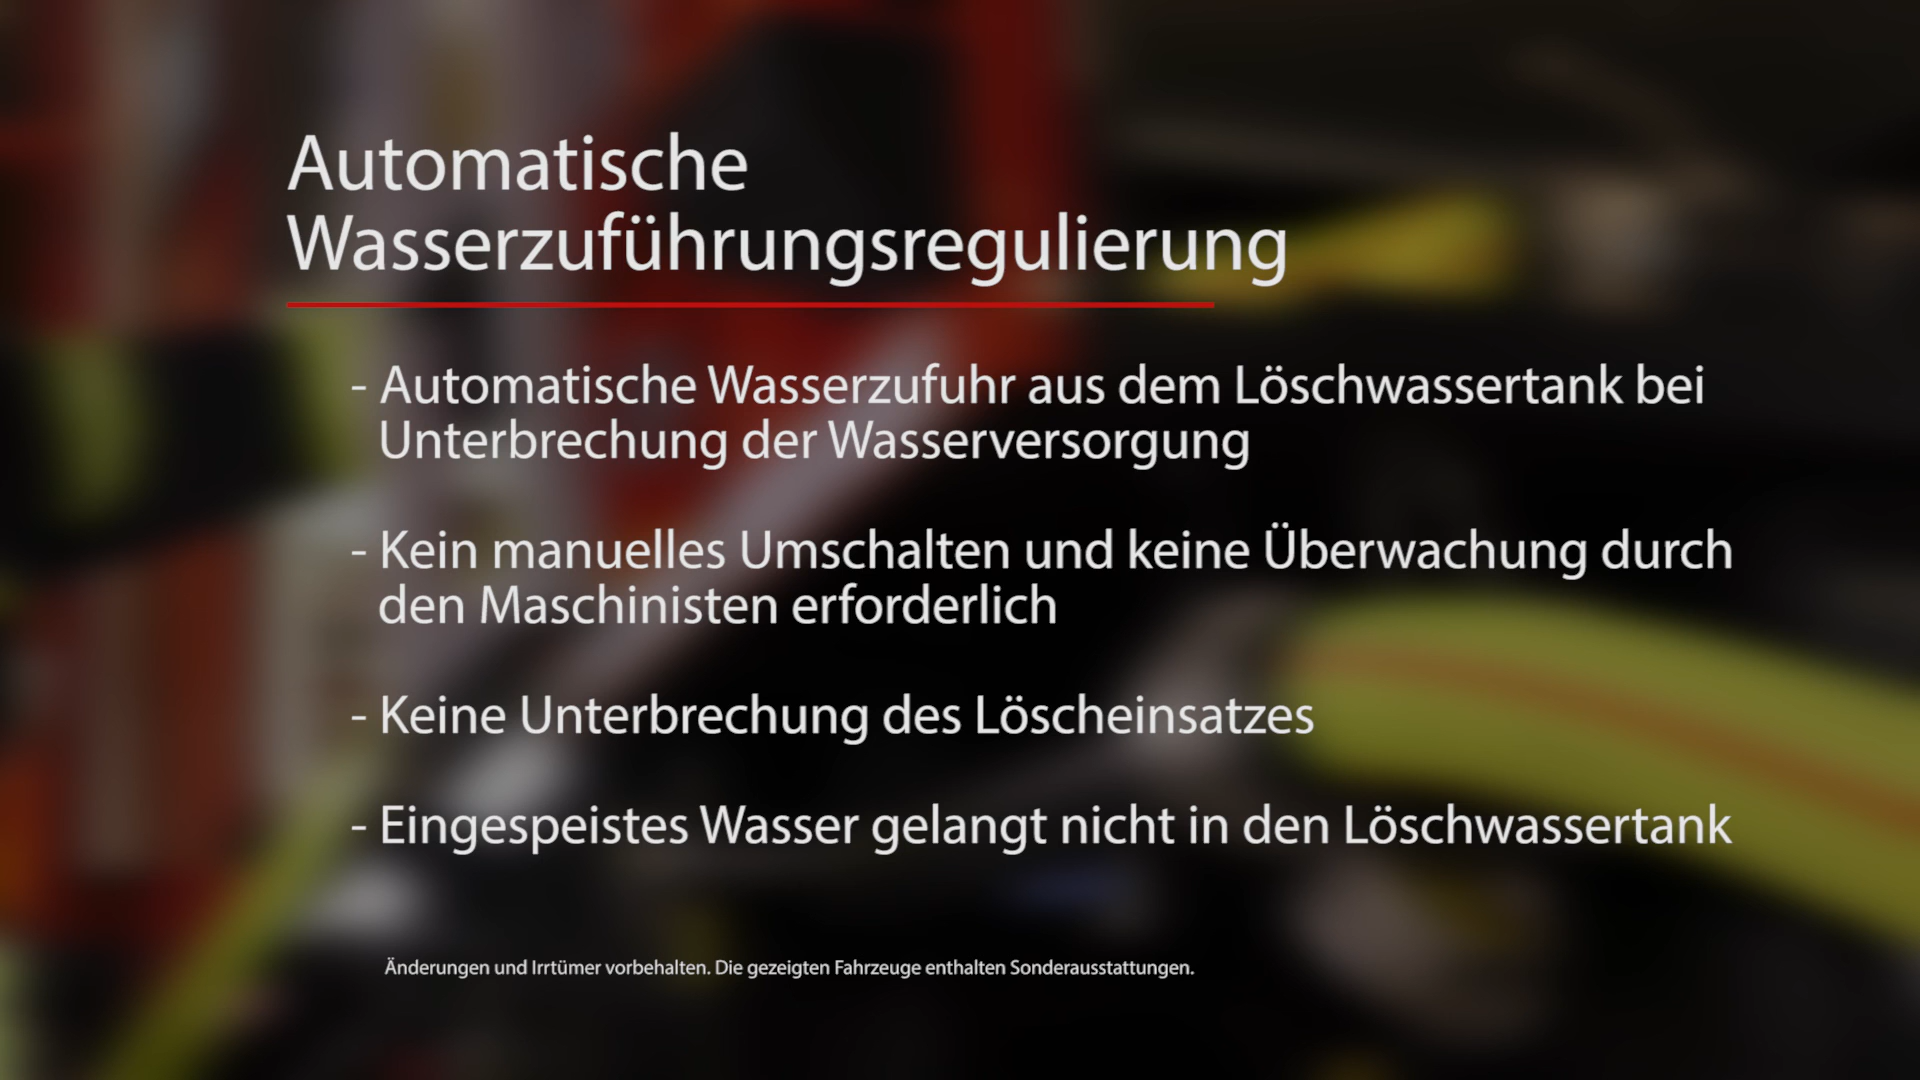 Automatische
Wasserzuführungsregulierung
- Automatische Wasserzufuhr aus dem Löschwassertank bei
Unterbrechung der Wasserversorgung
- Kein manuelles Umschalten und keine Überwachung durch
den Maschinisten erforderlich
- Keine Unterbrechung des Löscheinsatzes
- Eingespeistes Wasser gelangt nicht in den Löschwassertank
Änderungen und Irrtümer vorbehalten. Die gezeigten Fahrzeuge enthalten Sonderausstattungen.